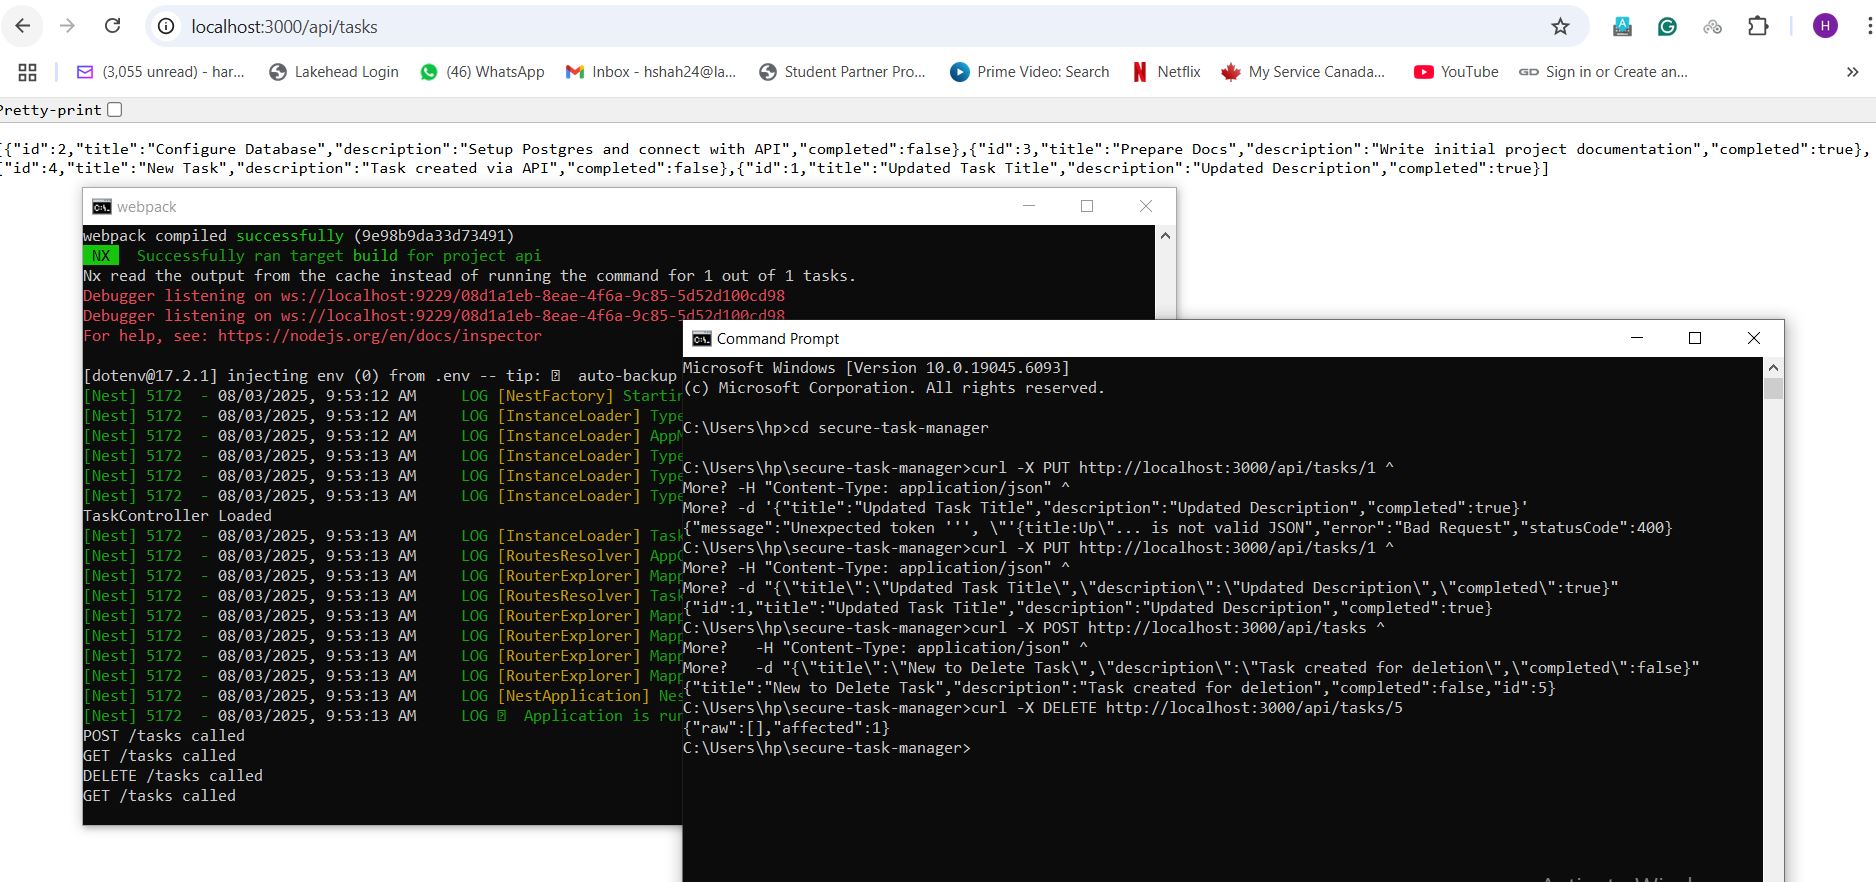 localhost:3000/api/tasks
H
(3,055 unread) - har...
Lakehead Login
(46) WhatsApp
Inbox - hshah24@la...
Student Partner Pro...
Prime Video: Search
Netflix
My Service Canada...
YouTube
GD Sign in or Create an...
Pretty-print
[{"id":2,"title":"Configure Database","description":"Setup Postgres and connect with API","completed":false},{"id":3,"title":"Prepare Docs","description":"Write initial project documentation","completed":true},
{"id":4,"title":"New Task","description":"Task created via API","completed":false},{"id":1,"title":"Updated Task Title","description":"Updated Description","completed":true}]
webpack
webpack compiled successfully (9e98b9da33d73491)
NX Successfully ran target build for project api
Nx read the output from the cache instead of running the command for 1 out of 1 tasks.
Debugger listening on ws://localhost:9229/08d1a1eb-8eae-4f6a-9c85-5d52d100cd98
Debugger listening on ws://localhost:9229/08d1a1eb-8eae-4f6a-9c85-5d52d100cd98
For help, see: https://nodejs.org/en/docs/inspector
[dotenv@17.2.1] injecting env (0) from .env -- tip: auto-backup
[Nest] 5172 - 08/03/2025, 9:53:12 AM LOG [NestFactory] Startin
[Nest] 5172 - 08/03/2025, 9:53:12 AM LOG [InstanceLoader] Type
[Nest] 5172 - 08/03/2025, 9:53:12 AM LOG [InstanceLoader] AppM
[Nest] 5172 - 08/03/2025, 9:53:13 AM LOG [InstanceLoader] Type
[Nest] 5172 - 08/03/2025, 9:53:13 AM LOG [InstanceLoader] Type
[Nest] 5172 - 08/03/2025, 9:53:13 AM LOG [InstanceLoader] Type
TaskController Loaded
[Nest] 5172 - 08/03/2025, 9:53:13 AM LOG [InstanceLoader] Task
[Nest] 5172 - 08/03/2025, 9:53:13 AM LOG [RoutesResolver] AppC
[Nest] 5172 - 08/03/2025, 9:53:13 AM LOG [RouterExplorer] Mapp
[Nest] 5172 - 08/03/2025, 9:53:13 AM LOG [RoutesResolver] Task
[Nest] 5172 - 08/03/2025, 9:53:13 AM LOG [RouterExplorer] Mapp
[Nest] 5172 - 08/03/2025, 9:53:13 AM LOG [RouterExplorer] Mapp
[Nest] 5172 - 08/03/2025, 9:53:13 AM LOG [RouterExplorer] Mapp
[Nest] 5172 - 08/03/2025, 9:53:13 AM LOG [RouterExplorer] Mapp
[Nest] 5172 - 08/03/2025, 9:53:13 AM LOG [NestApplication] Nes
[Nest] 5172 - 08/03/2025, 9:53:13 AM LOG Application is run
POST /tasks called
GET /tasks called
DELETE /tasks called
GET /tasks called
Command Prompt
Microsoft Windows [Version 10.0.19045.6093]
(c) Microsoft Corporation. All rights reserved.
C:\Users\hp>cd secure-task-manager
C:\Users\hp\secure-task-manager>curl -X PUT http://localhost:3000/api/tasks/1 ^
More? -H "Content-Type: application/json" ^
More? -d '{"title":"Updated Task Title","description":"Updated Description","completed":true}'
{"message":"Unexpected token ''', \"'{title:Up\"... is not valid JSON","error":"Bad Request","statusCode":400}
C:\Users\hp\secure-task-manager>curl -X PUT http://localhost:3000/api/tasks/1 ^
More? -H "Content-Type: application/json" ^
More? -d "{\"title\":\"Updated Task Title\",\"description\":\"Updated Description\",\"completed\":true}"
{"id":1,"title":"Updated Task Title","description":"Updated Description","completed":true}
C:\Users\hp\secure-task-manager>curl -X POST http://localhost:3000/api/tasks ^
More?   -H "Content-Type: application/json" ^
More?   -d "{\"title\":\"New to Delete Task\",\"description\":\"Task created for deletion\",\"completed\":false}"
{"title":"New to Delete Task","description":"Task created for deletion","completed":false,"id":5}
C:\Users\hp\secure-task-manager>curl -X DELETE http://localhost:3000/api/tasks/5
{"raw":[],"affected":1}
C:\Users\hp\secure-task-manager>